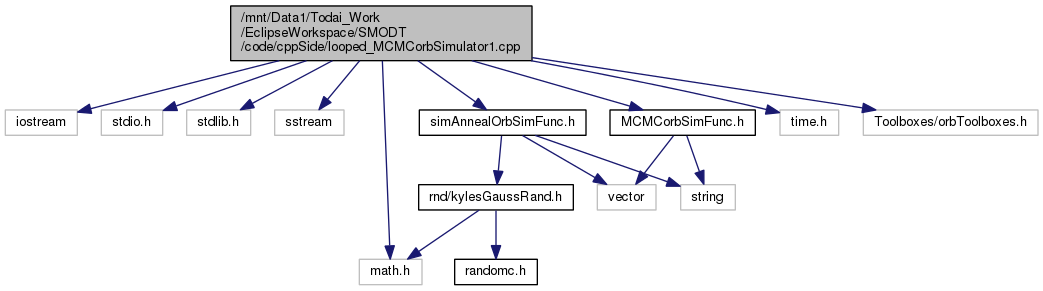 /mnt/Data1/Todai_Work
/EclipseWorkspace/SMODT
/code/cppSide/looped_MCMCorbSimulator1.cpp
iostream
stdio.h
stdlib.h
sstream
simAnnealOrbSimFunc.h
MCMCorbSimFunc.h
time.h
Toolboxes/orbToolboxes.h
rnd/kylesGaussRand.h
vector
string
math.h
randomc.h